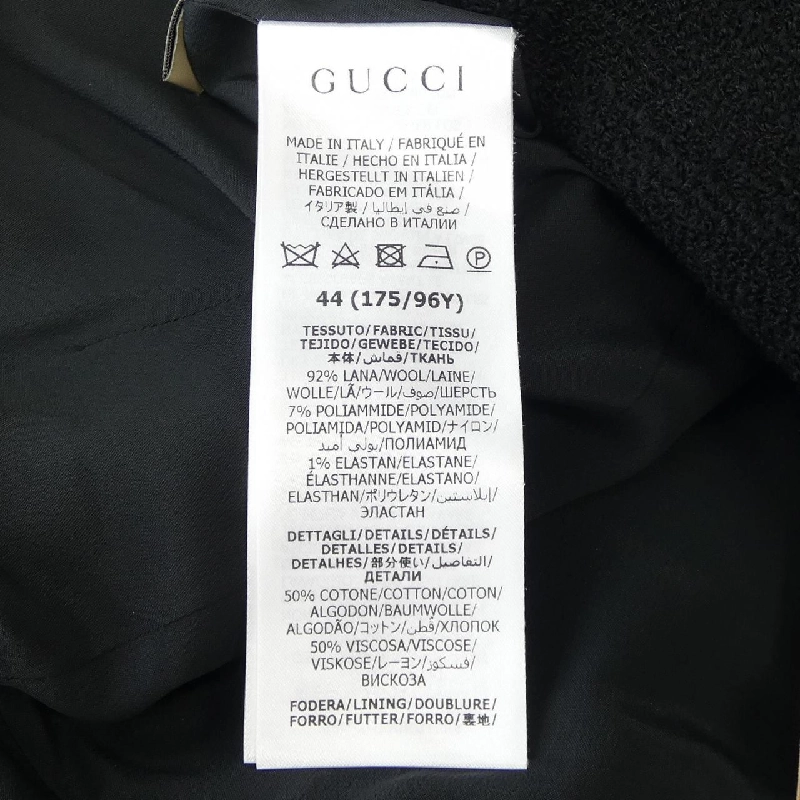 GUCCI
MADE IN ITALY / FABRIQUÉ EN
ITALIE / HECHO EN ITALIA /
HERGESTELLT IN ITALIEN /
FABRICADO EM ITÁLIA /
イタリア製 / صنع في إيطاليا /
СДЕЛАНО В ИТАЛИИ
P
44 (175/96Y)
TESSUTO/FABRIC/TISSU/
TEJIDO/GEWEBE/TECIDO/
本体/قماش/ТКАНЬ
92% LANA/WOOL/LAINE/
WOLLE/LÃ/ウール/صوف/ШЕРСТЬ
7% POLIAMMIDE/POLYAMIDE/
POLIAMIDA/POLYAMID/ナイロン/
بولي أميد/ПОЛИАМИД
1% ELASTAN/ELASTANE/
ÉLASTHANNE/ELASTANO/
ELASTHAN/ポリウレタン/إيلاستين/
ЭЛАСТАН
DETTAGLI/DETAILS/DÉTAILS/
DETALLES/DETAILS/
DETALHES/部分使い/التفاصيل/
ДЕТАЛИ
50% COTONE/COTTON/COTON/
ALGODON/BAUMWOLLE/
ALGODÃO/コットン/قطن/ХЛОПОК
50% VISCOSA/VISCOSE/
VISKOSE/レーヨン/فسكوز/
ВИСКОЗА
FODERA/LINING/DOUBLURE/
FORRO/FUTTER/FORRO/裏地/